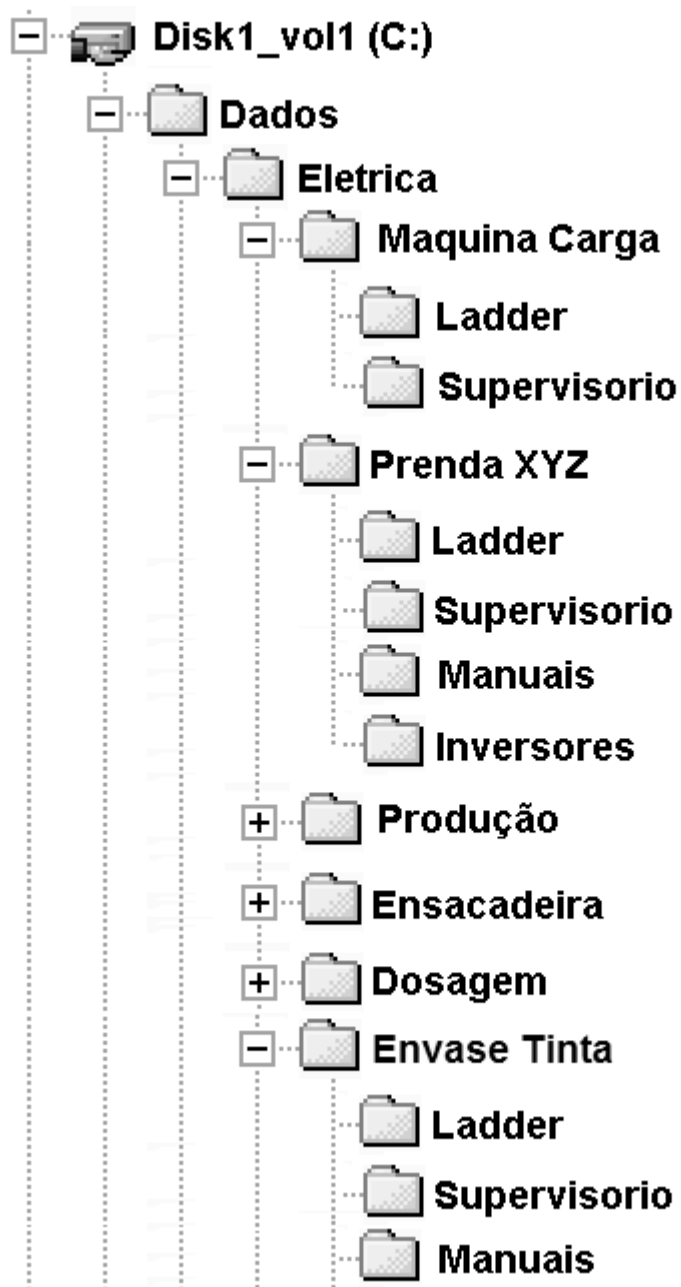 Disk1_vol1 (C:)
Dados
Eletrica
Maquina Carga
Ladder
Supervisorio
Prenda XYZ
Ladder
Supervisorio
Manuais
Inversores
Produção
Ensacadeira
Dosagem
Envase Tinta
Ladder
Supervisorio
Manuais